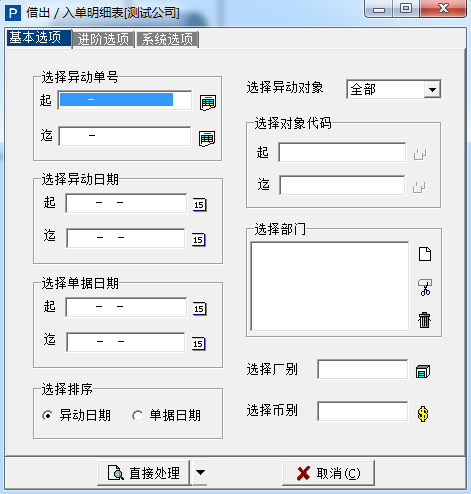 P 借出 / 入单明细表[测试公司]
基本选项 进阶选项 系统选项
选择异动单号
起 -
迄 -
选择异动日期
起 - -
迄 - -
选择单据日期
起 - -
迄 - -
选择排序
异动日期 单据日期
选择异动对象 全部
选择对象代码
起
迄
选择部门
选择厂别
选择币别
直接处理 取消(C)